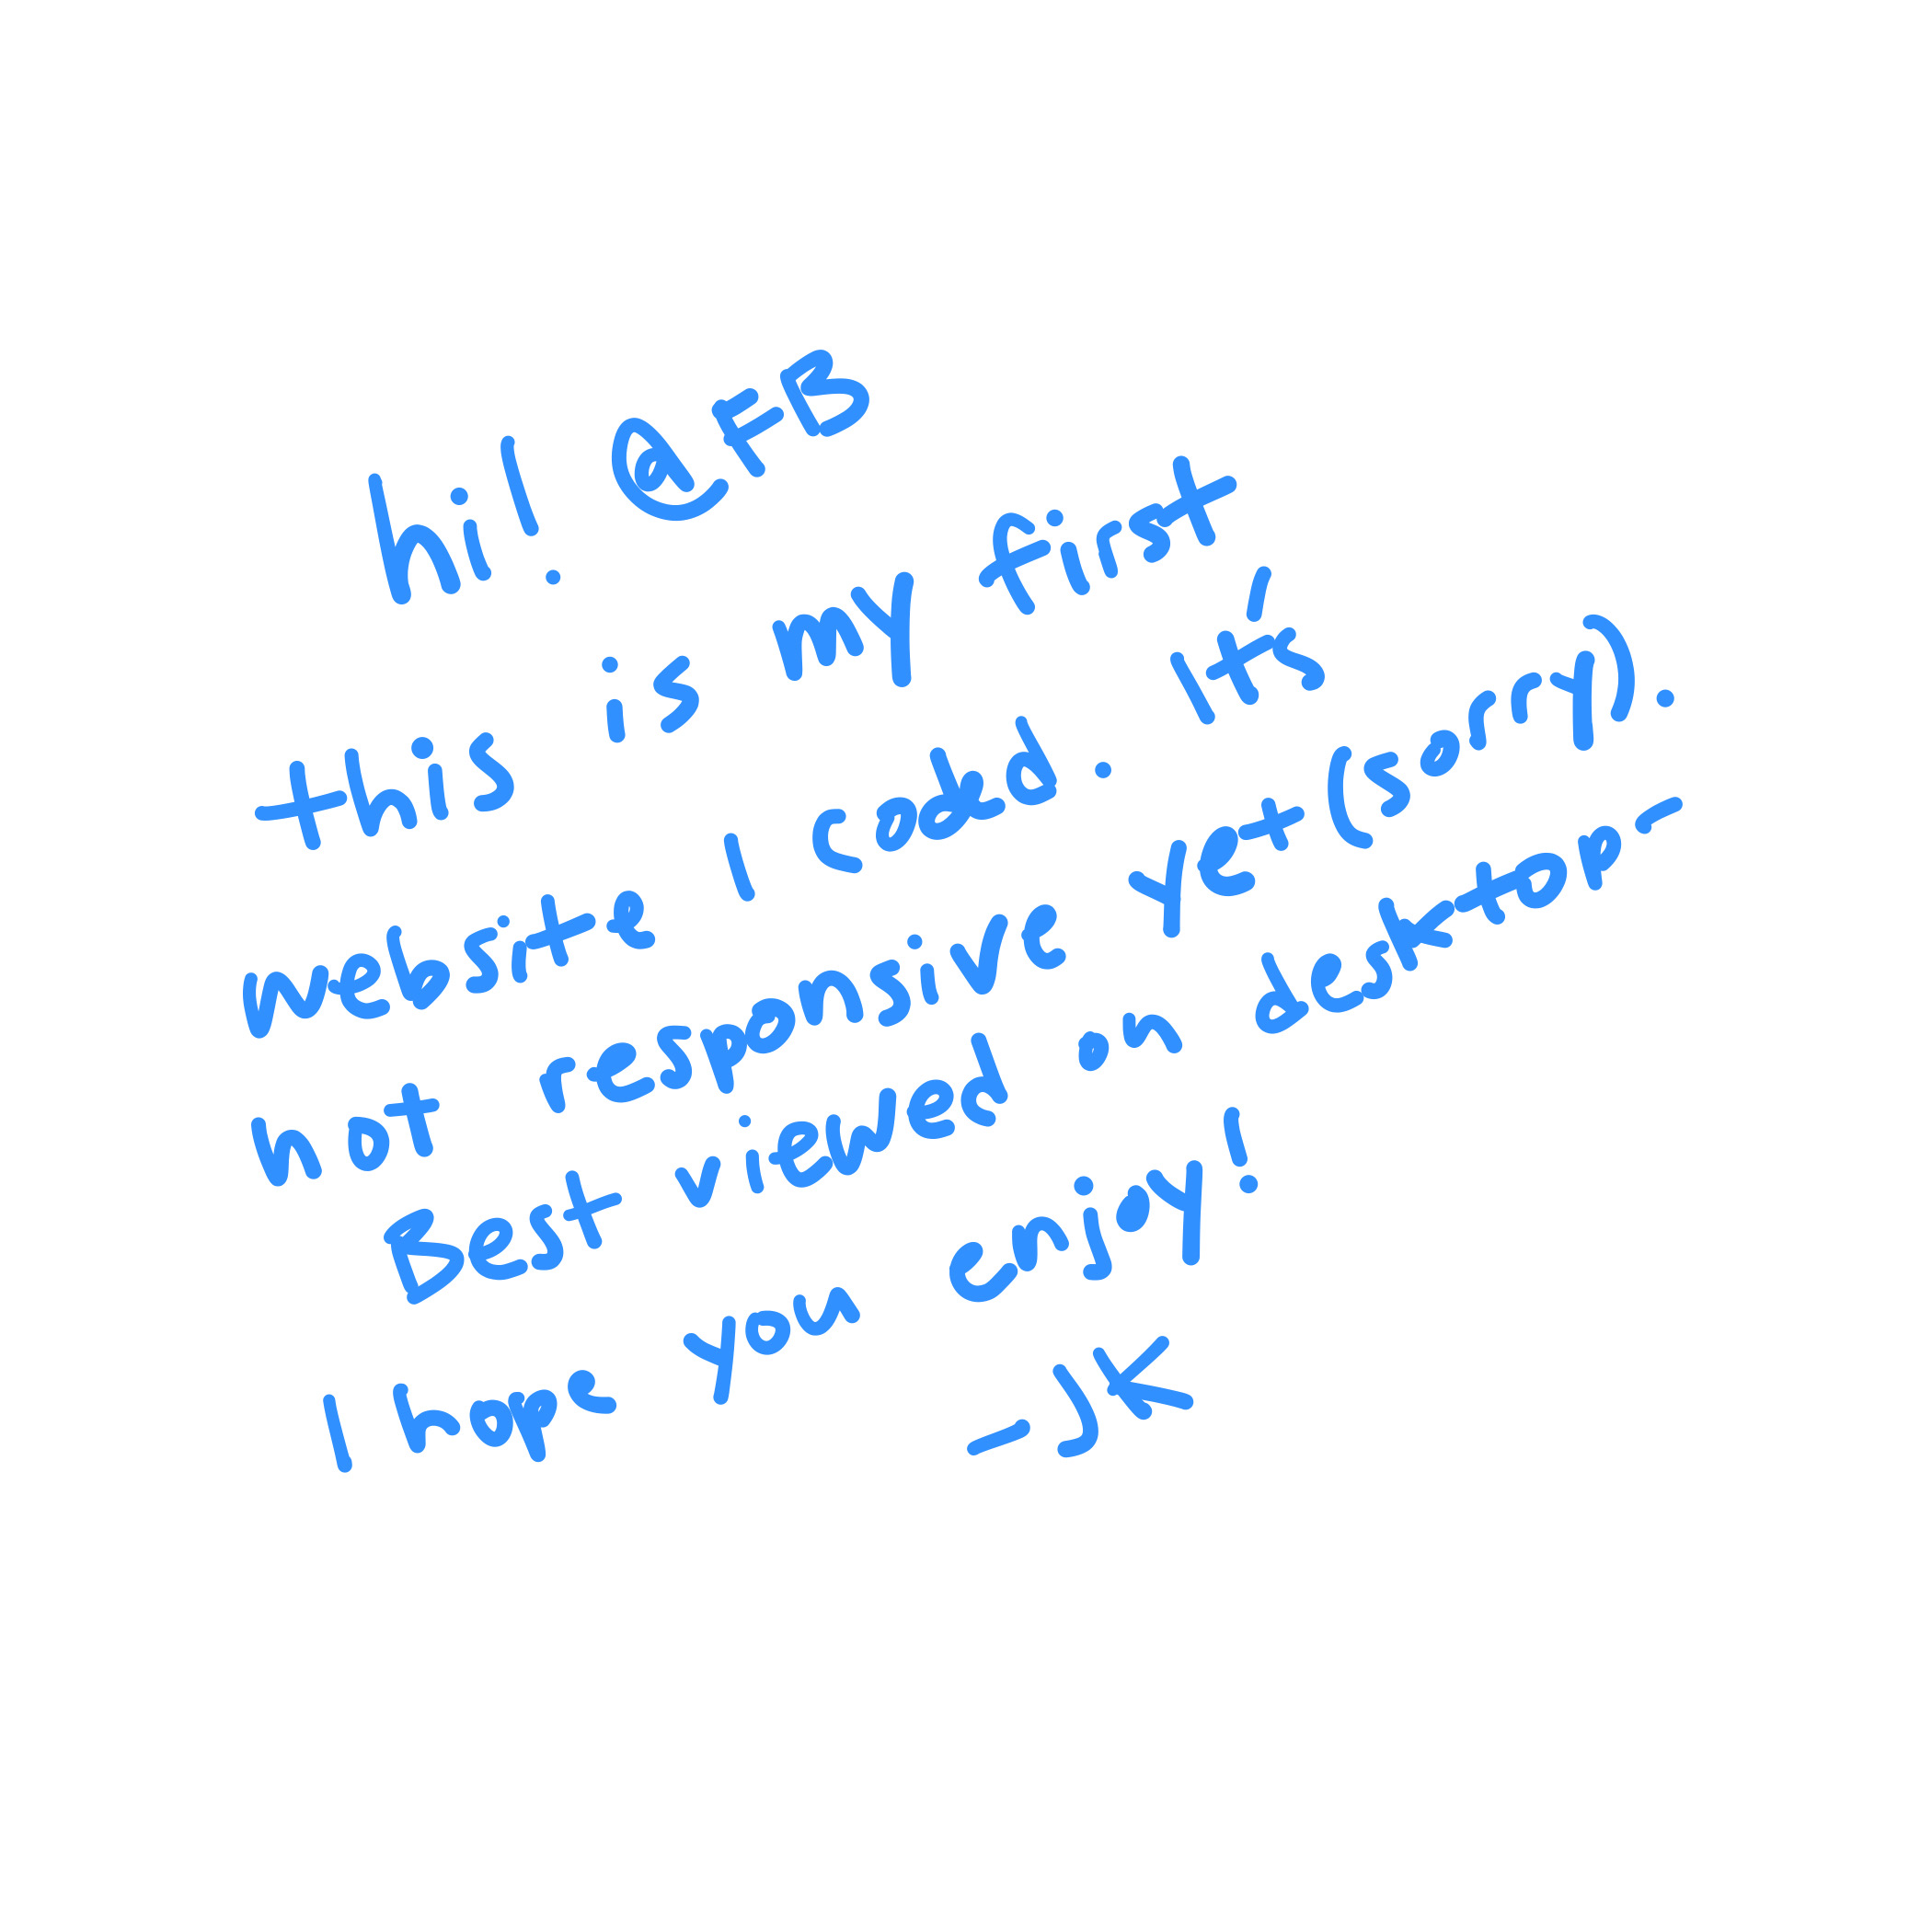 hi! @FB
this is my first
website I coded. It's
not responsive yet (sorry).
Best viewed on desktop -
I hope you enjoy!
- JK